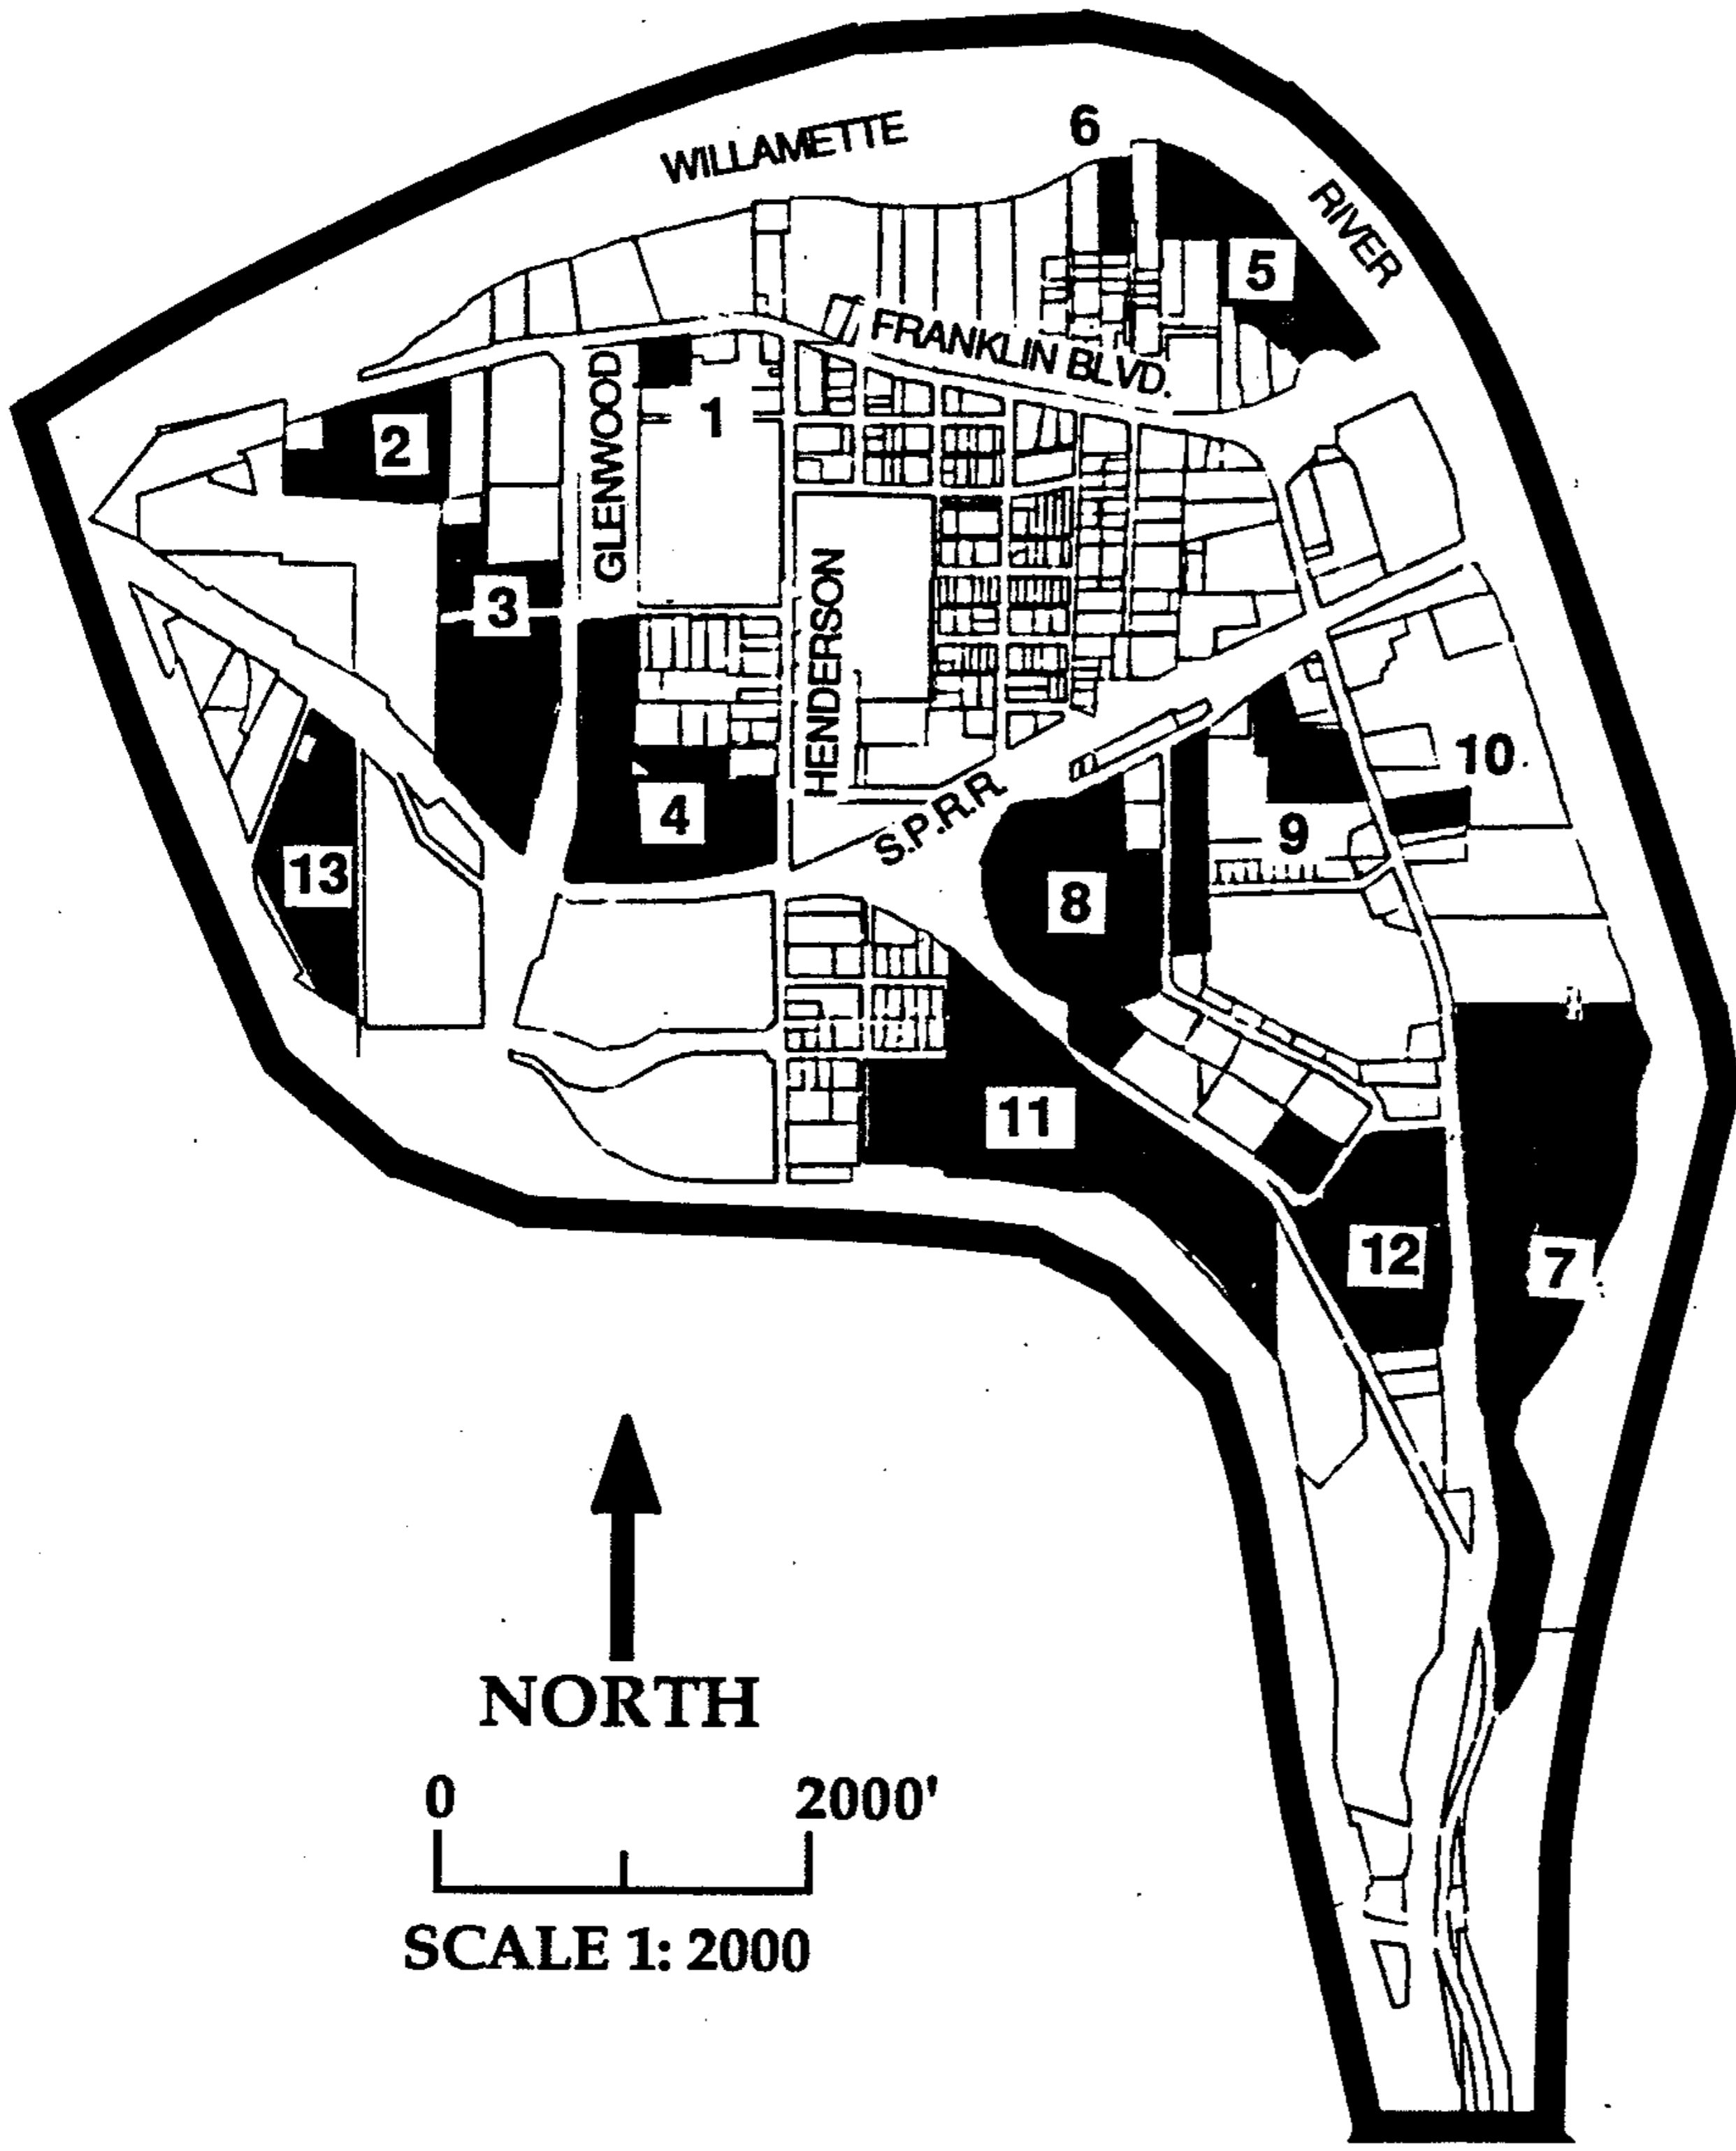 WILLAMETTE
6
RIVER
5
FRANKLIN BLVD.
GLENWOOD
1
2
3
HENDERSON
10
4
S.P.R.R.
9
13
8
11
12
7
NORTH
0 2000'
SCALE 1: 2000